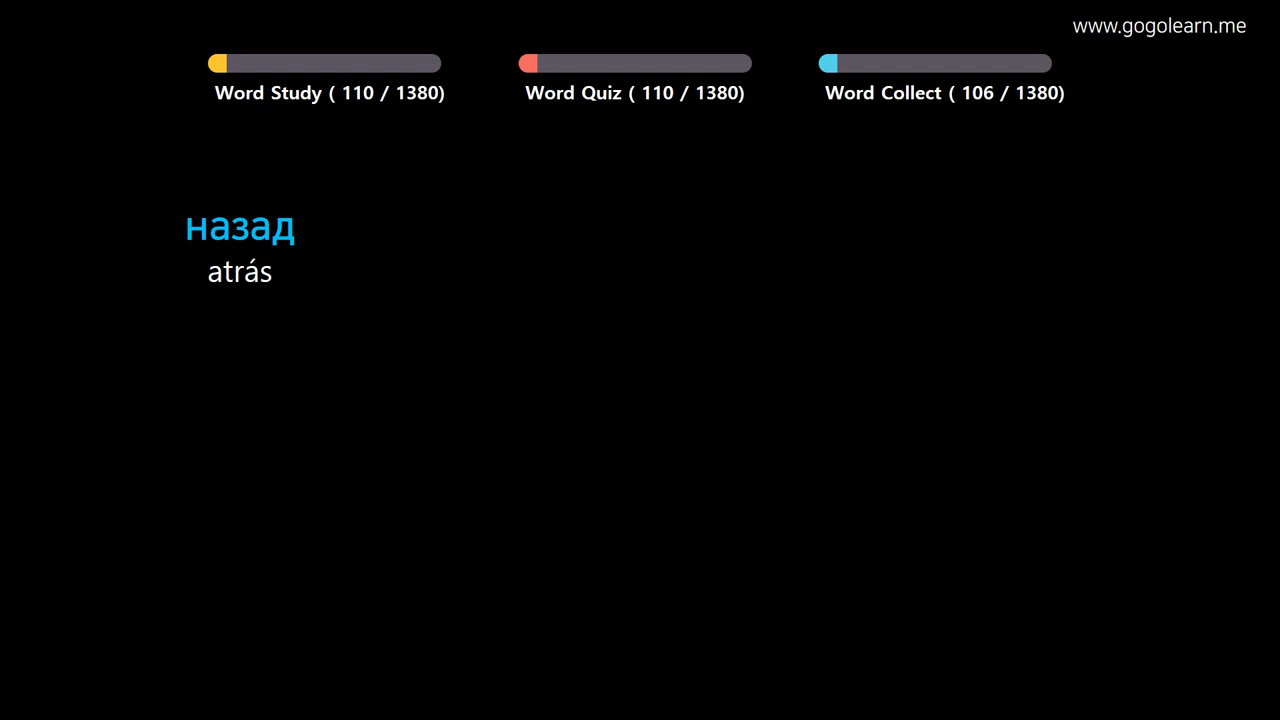 www.gogolearn.me
Word Study ( 110 / 1380)
Word Quiz ( 110 / 1380)
Word Collect ( 106 / 1380)
назад
atrás